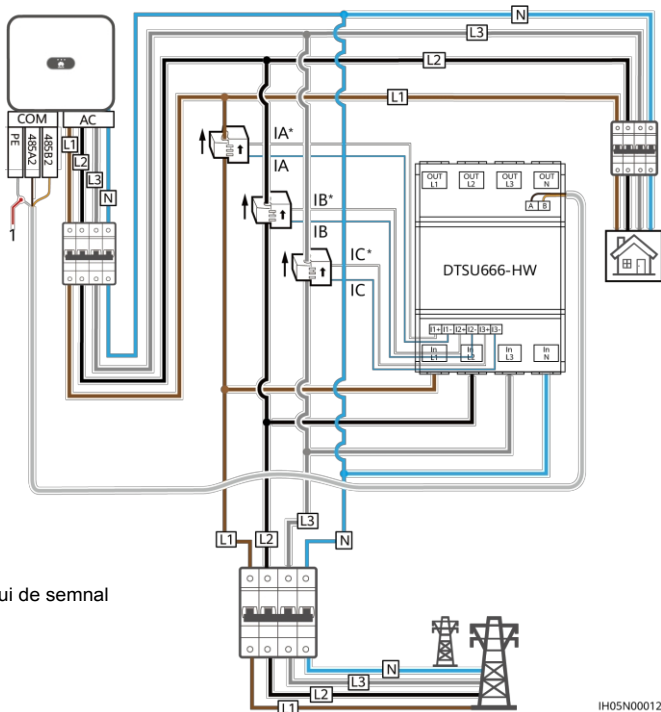 N
L3
L2
L1
COM AC
PE 485A2 485B2
L1 L2 L3 N
1
IA*
IA
IB*
IB
IC*
IC
OUT L1 OUT L2 OUT L3 OUT N
A B
DTSU666-HW
I1+ I1- I2+ I2- I3+ I3-
In L1 In L2 In L3 In N
L3
L1 L2 N
ui de semnal
N
L3
L2
L1
IH05N00012